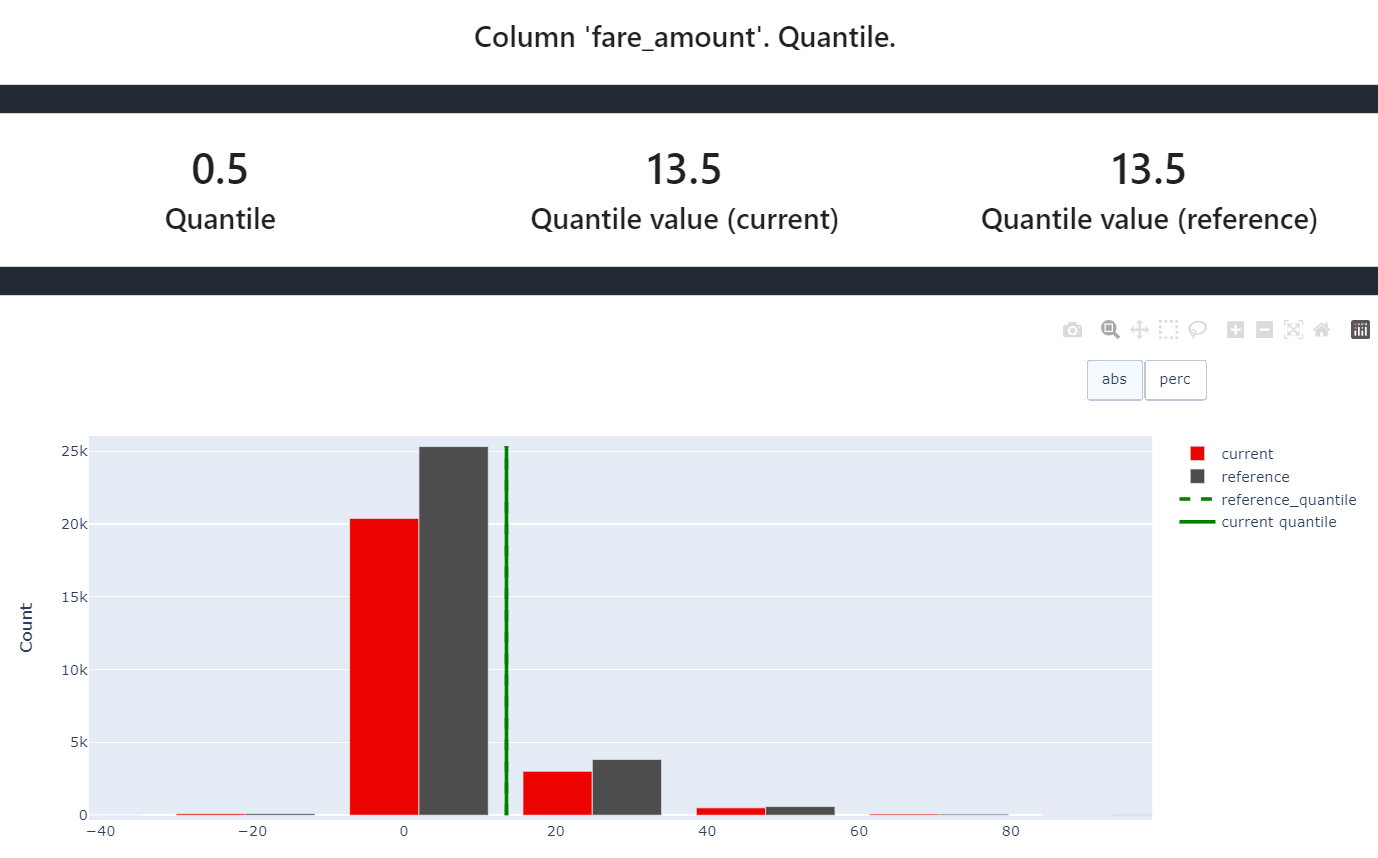 Column 'fare_amount'. Quantile.
0.5 13.5 13.5
Quantile Quantile value (current) Quantile value (reference)
abs perc
25k
20k
15k
10k
5k
0
Count
−40 −20 0 20 40 60 80
current
reference
reference_quantile
current quantile